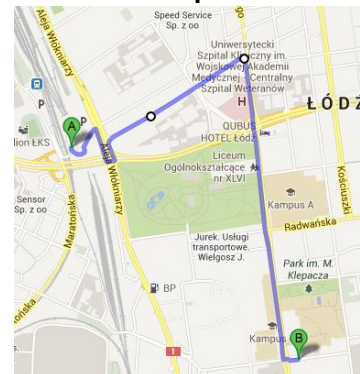 Speed Service
Sp. z oo
Aleja Włókniarzy
Uniwersytecki
Szpital Kliniczny im.
Wojskowej Akademii
Medycznej - Centralny
Szpital Weteranów
P
P
A
H
ŁÓDŹ
QUBUS
HOTEL Łódź
dion ŁKS
Aleja Włókniarzy
Liceum
Ogólnokształcące
nr XLVI
Kościuszki
Sensor
Sp. z oo
Maratońska
Kampus A
Radwańska
Jurek. Usługi
transportowe.
Wielgosz J.
Park im. M.
Klepacza
BP
1
Kampus
B